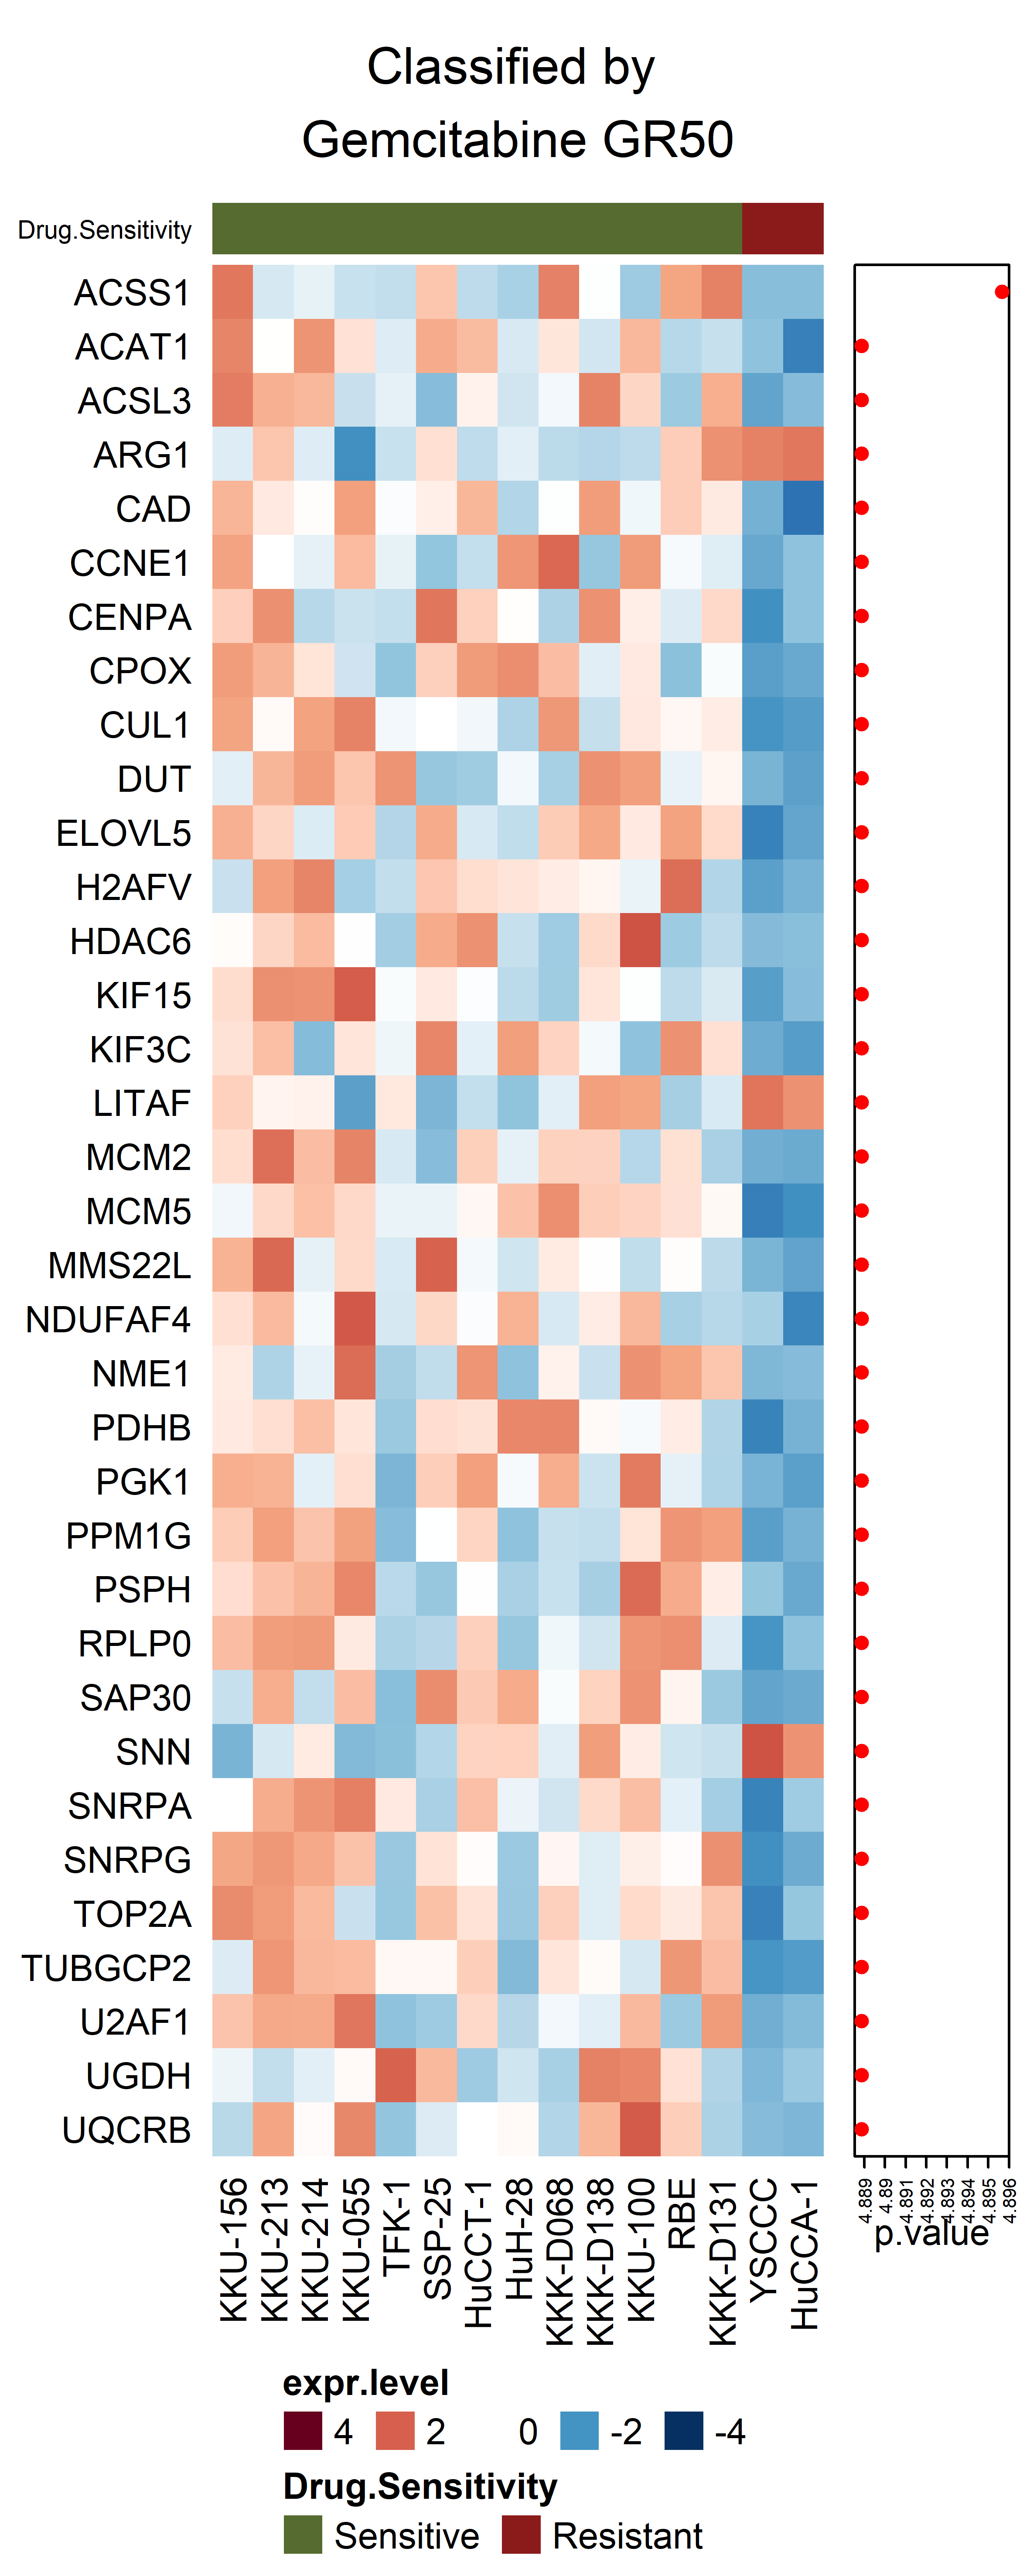 Classified by
Gemcitabine GR50
Drug.Sensitivity
ACSS1
ACAT1
ACSL3
ARG1
CAD
CCNE1
CENPA
CPOX
CUL1
DUT
ELOVL5
H2AFV
HDAC6
KIF15
KIF3C
LITAF
MCM2
MCM5
MMS22L
NDUFAF4
NME1
PDHB
PGK1
PPM1G
PSPH
RPLP0
SAP30
SNN
SNRPA
SNRPG
TOP2A
TUBGCP2
U2AF1
UGDH
UQCRB
KKU-156
KKU-213
KKU-214
KKU-055
TFK-1
SSP-25
HuCCT-1
HuH-28
KKK-D068
KKK-D138
KKU-100
RBE
KKK-D131
YSCCC
HuCCA-1
4.889
4.89
4.891
4.892
4.893
4.894
4.895
4.896
p.value
expr.level
4 2 0 -2 -4
Drug.Sensitivity
Sensitive Resistant